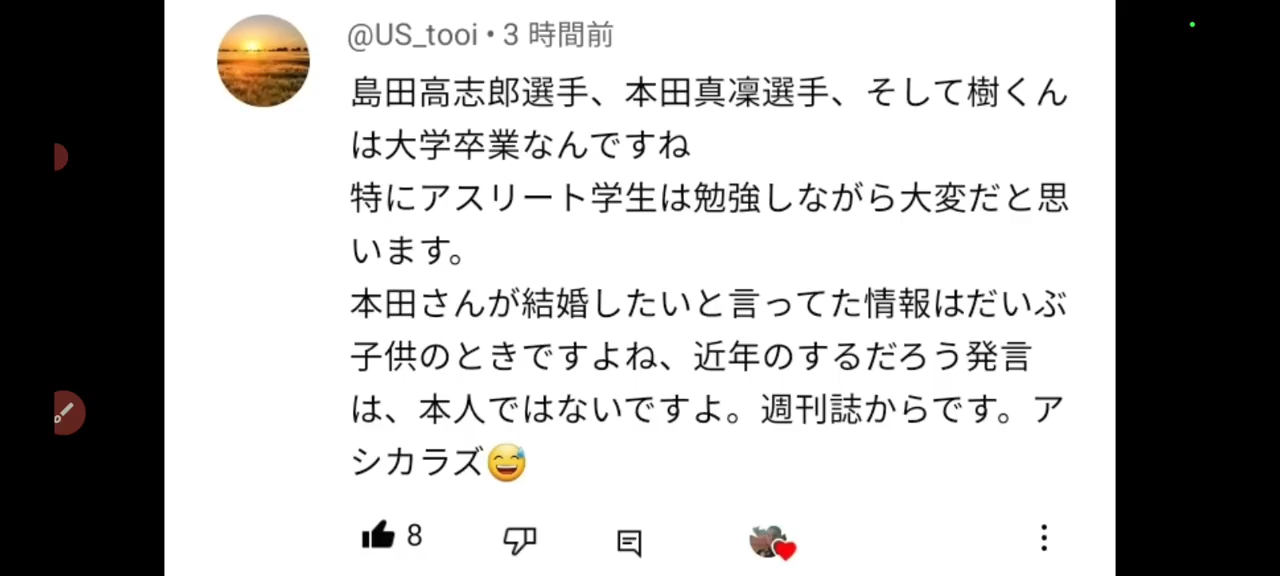 @US_tooi • 3 時間前
島田高志郎選手、本田真凜選手、そして樹くん
は大学卒業なんですね
特にアスリート学生は勉強しながら大変だと思
います。
本田さんが結婚したいと言ってた情報はだいぶ
子供のときですよね、近年のするだろう発言
は、本人ではないですよ。週刊誌からです。ア
シカラズ😅
8